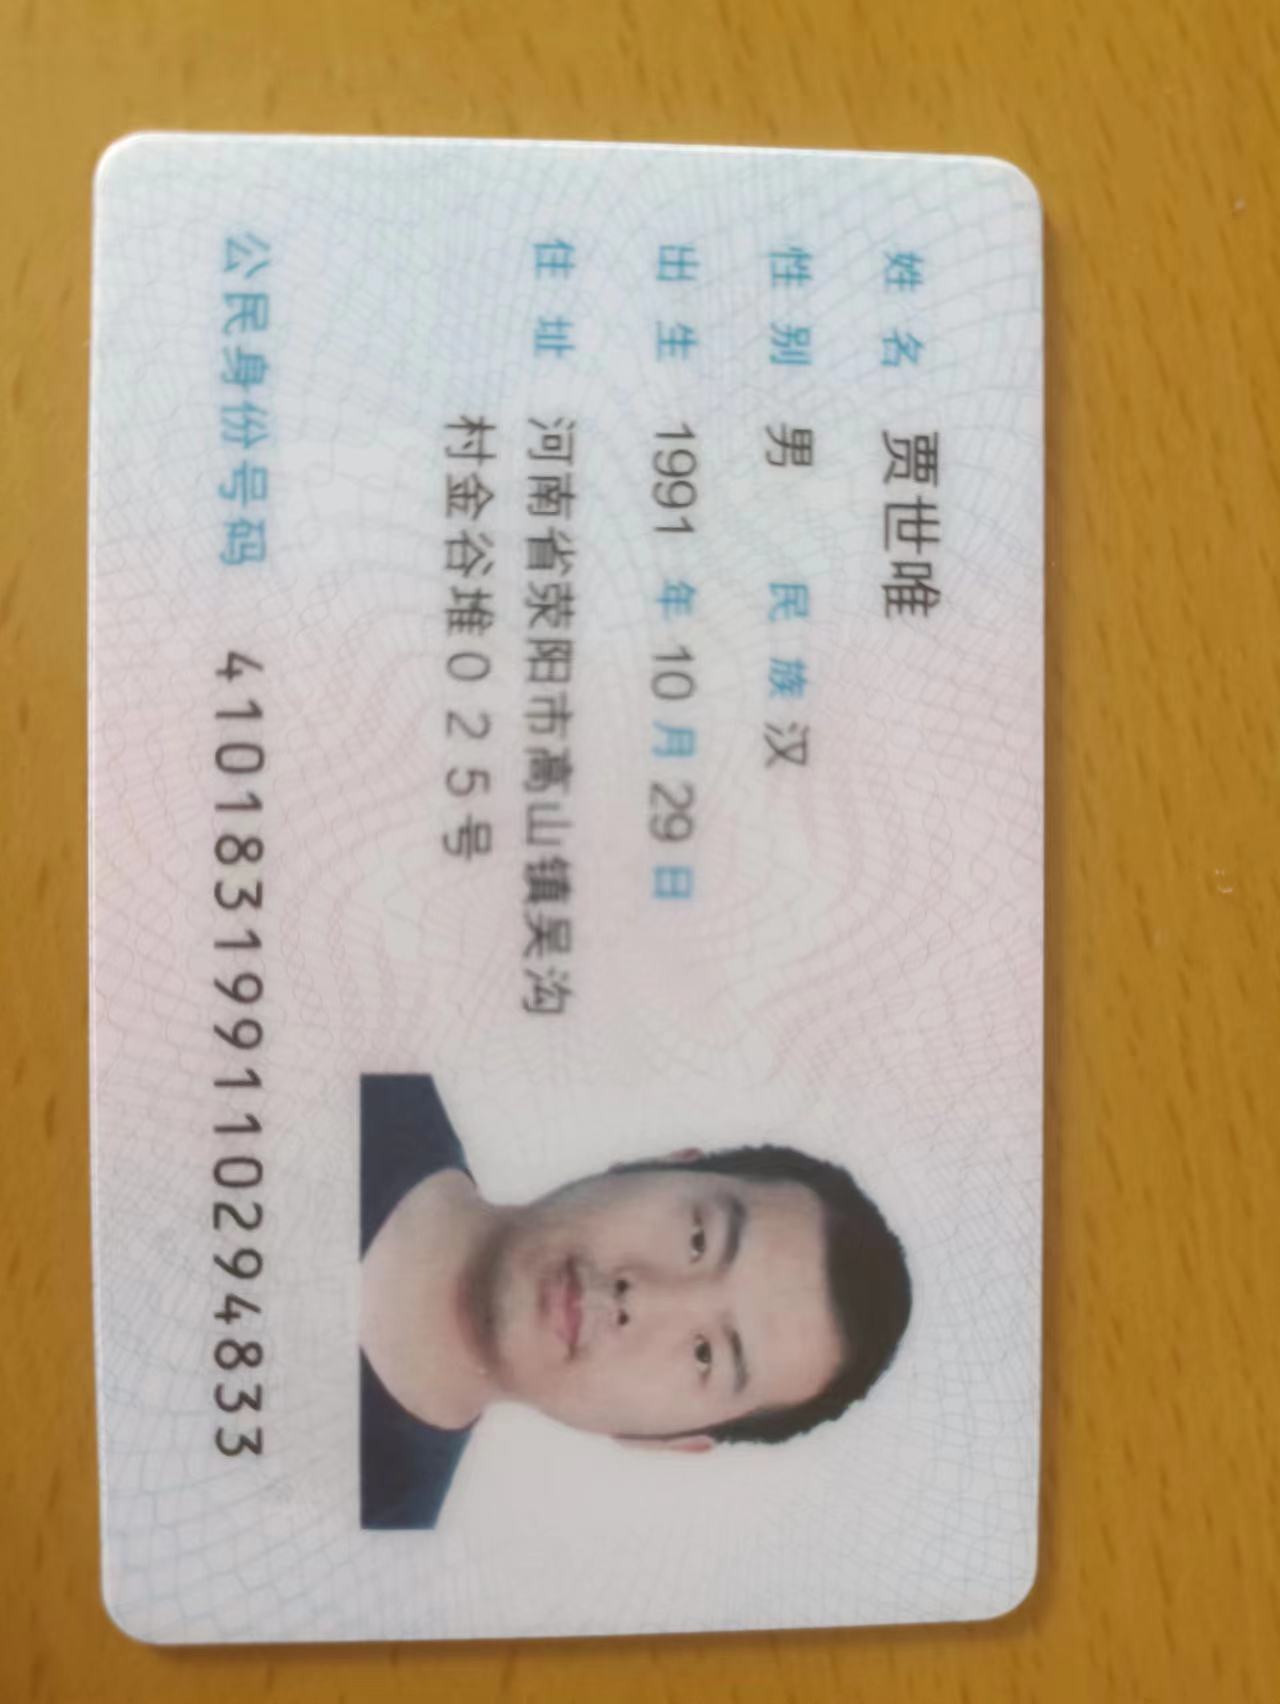 姓名 贾世唯
性别 男 民族 汉
出生 1991 年 10 月 29 日
住址 河南省荥阳市高山镇吴沟
村金谷堆025号
公民身份号码 410183199110294833